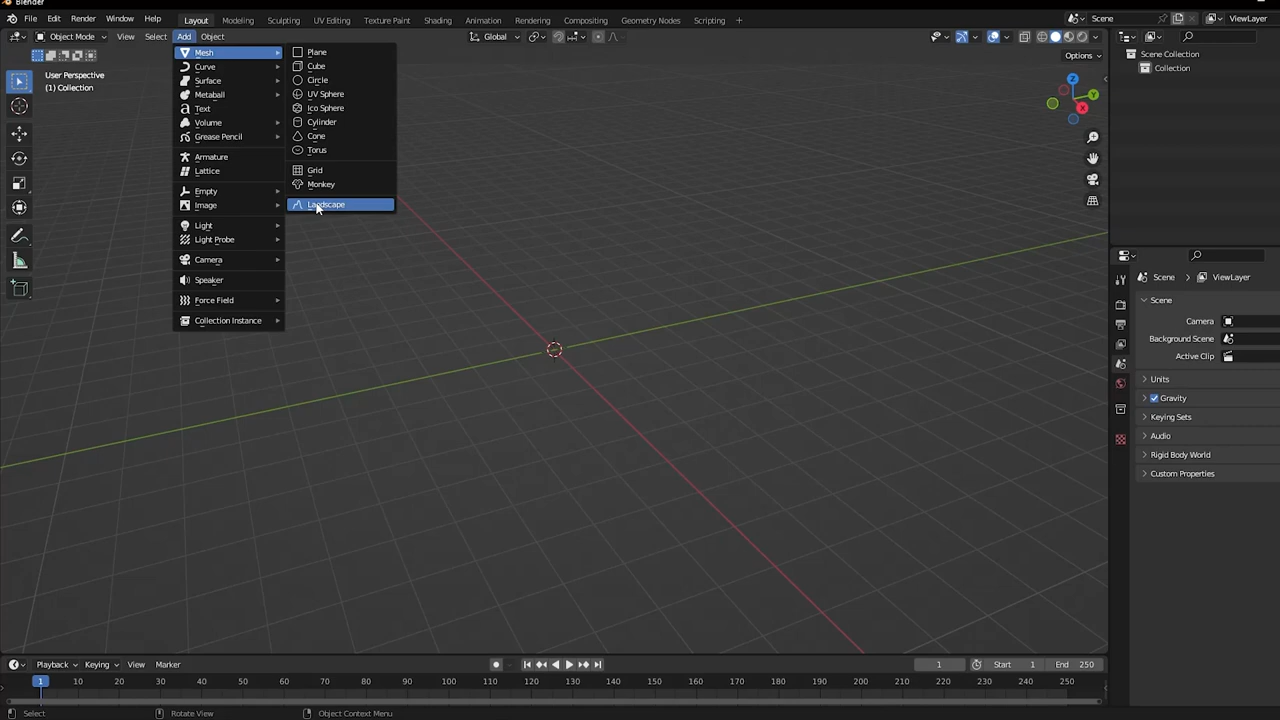 Blender
File Edit Render Window Help Layout Modeling Sculpting UV Editing Texture Paint Shading Animation Rendering Compositing Geometry Nodes Scripting + Scene ViewLayer
Object Mode View Select Add Object Global
Options
User Perspective
(1) Collection
Mesh
Curve
Surface
Metaball
Text
Volume
Grease Pencil
Armature
Lattice
Empty
Image
Light
Light Probe
Camera
Speaker
Force Field
Collection Instance
Plane
Cube
Circle
UV Sphere
Ico Sphere
Cylinder
Cone
Torus
Grid
Monkey
Landscape
Z
Y
X
Scene Collection
Collection
Scene > ViewLayer
Scene
Camera
Background Scene
Active Clip
Units
Gravity
Keying Sets
Audio
Rigid Body World
Custom Properties
Playback Keying View Marker 1 Start 1 End 250
1 10 20 30 40 50 60 70 80 90 100 110 120 130 140 150 160 170 180 190 200 210 220 230 240 250
Select Rotate View Object Context Menu